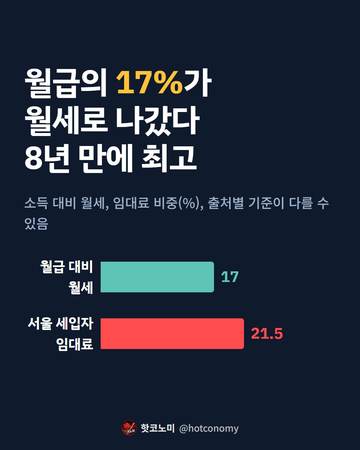 월급의 17%가
월세로 나갔다
8년 만에 최고
소득 대비 월세, 임대료 비중(%), 출처별 기준이 다를 수
있음
월급 대비
월세
17
서울 세입자
임대료
21.5
핫코노미 @hotconomy